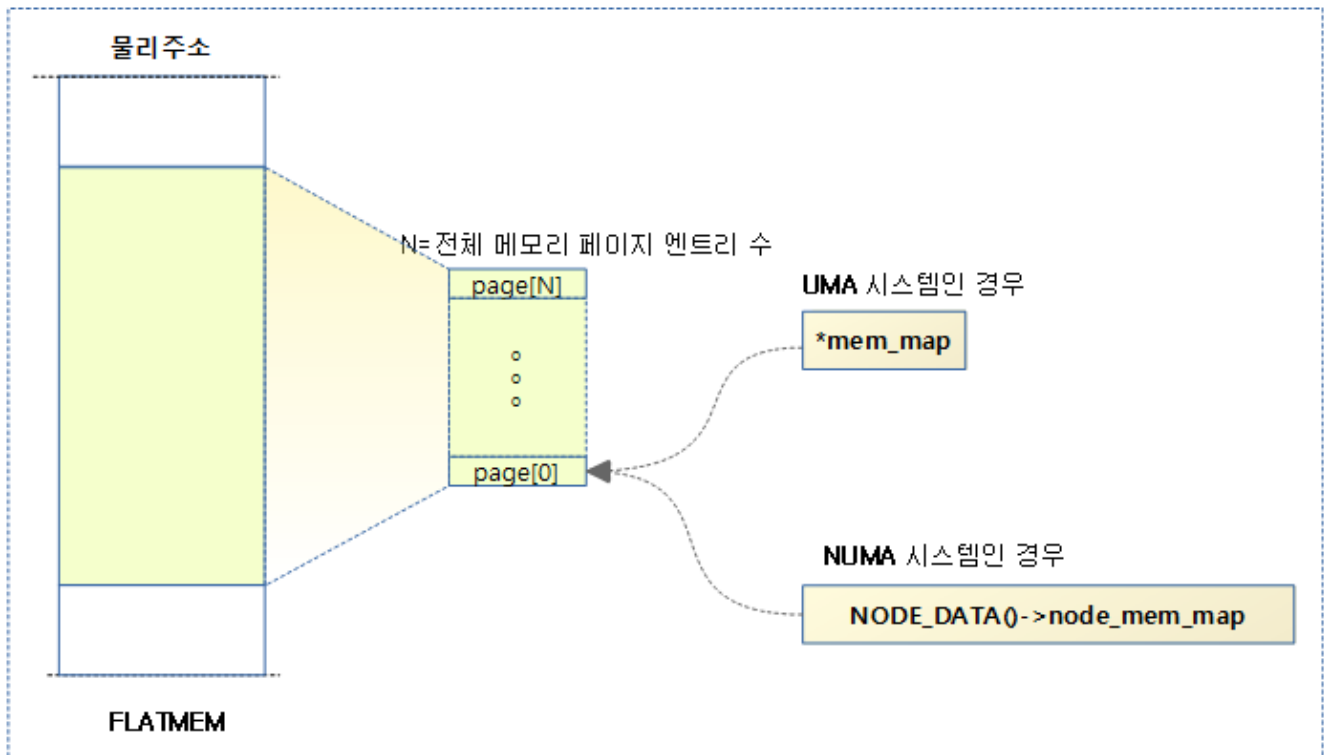 물리주소
N=전체 메모리 페이지 엔트리 수
page[N]
UMA 시스템인 경우
*mem_map
page[0]
NUMA 시스템인 경우
NODE_DATA()->node_mem_map
FLATMEM